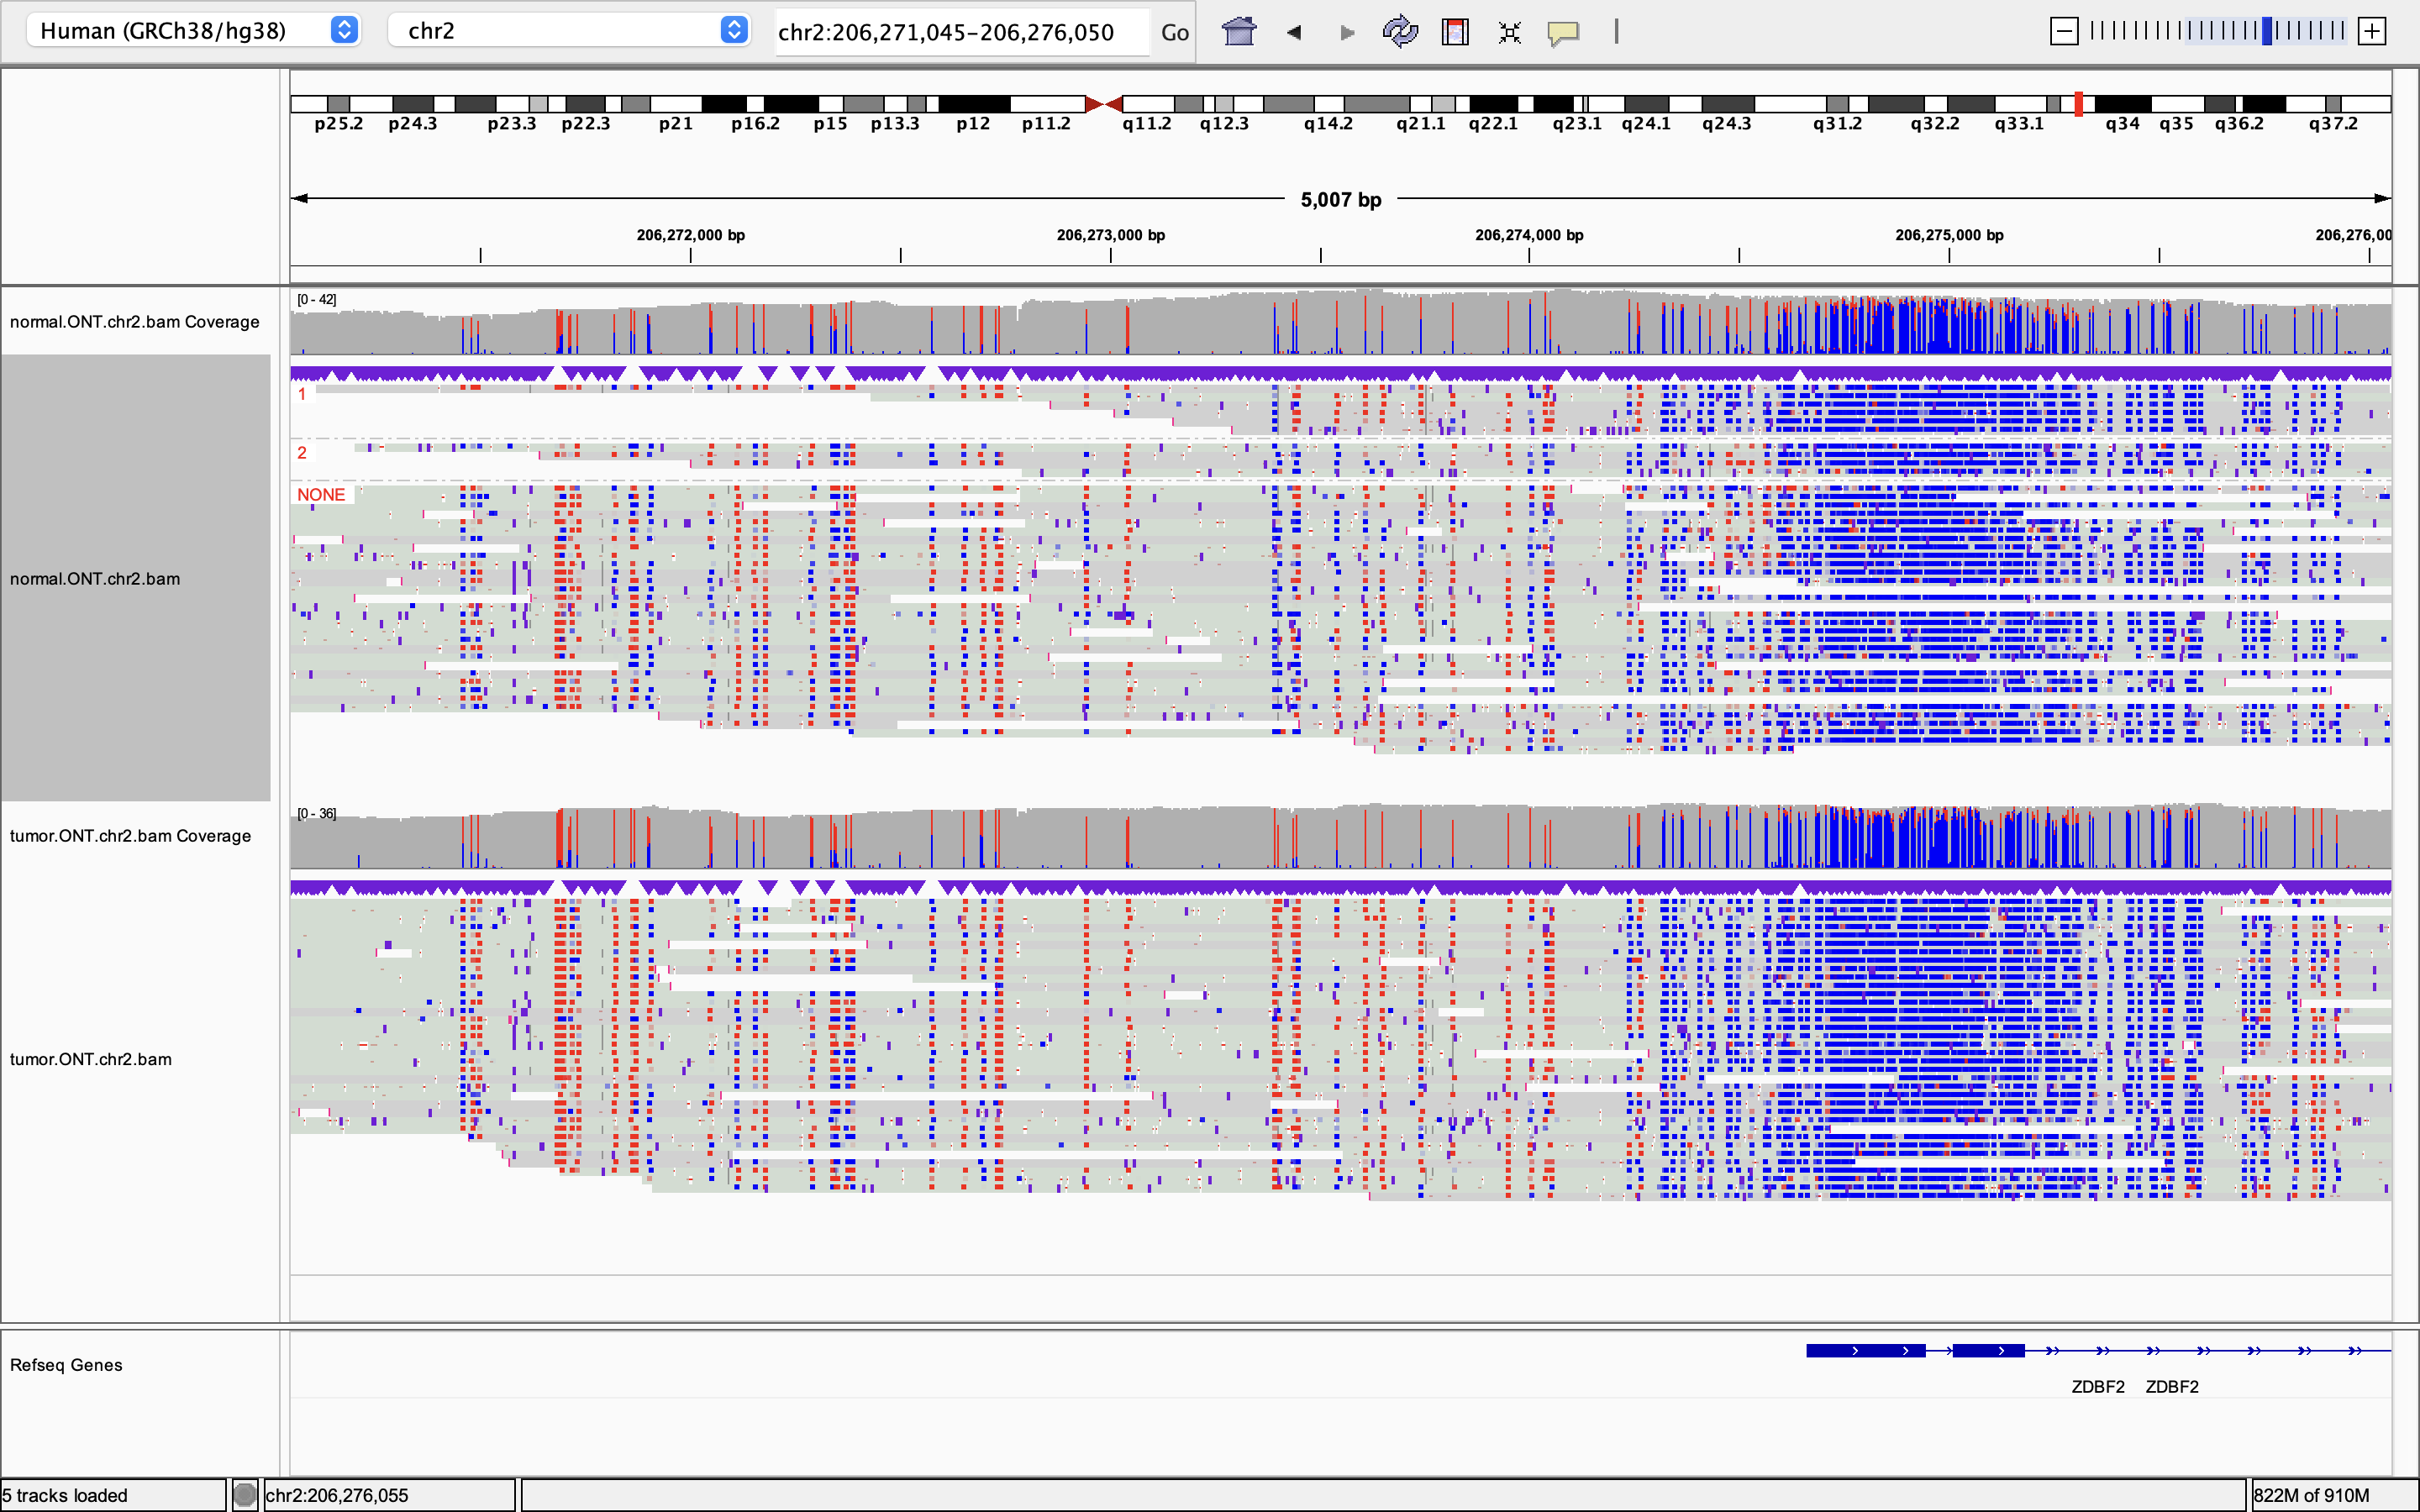 Human (GRCh38/hg38) chr2 chr2:206,271,045-206,276,050 Go
p25.2 p24.3 p23.3 p22.3 p21 p16.2 p15 p13.3 p12 p11.2 q11.2 q12.3 q14.2 q21.1 q22.1 q23.1 q24.1 q24.3 q31.2 q32.2 q33.1 q34 q35 q36.2 q37.2
5,007 bp
206,272,000 bp 206,273,000 bp 206,274,000 bp 206,275,000 bp 206,276,00
[0 - 42]
normal.ONT.chr2.bam Coverage
1
2
NONE
normal.ONT.chr2.bam
[0 - 36]
tumor.ONT.chr2.bam Coverage
tumor.ONT.chr2.bam
Refseq Genes
ZDBF2 ZDBF2
5 tracks loaded chr2:206,276,055 822M of 910M